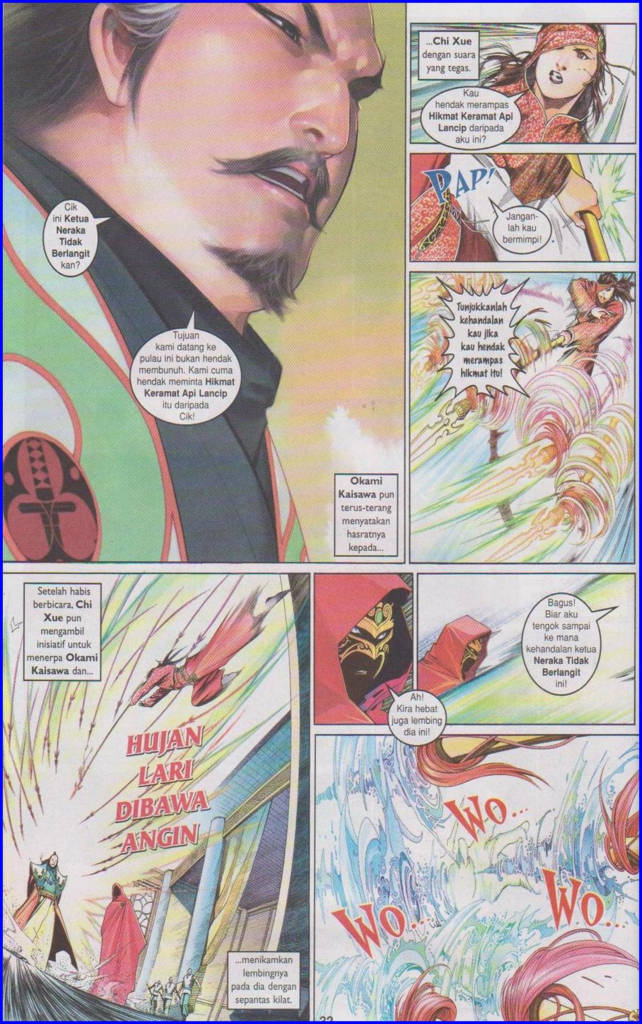 Cik
ini Ketua
Neraka
Tidak
Berlangit
kan?
Tujuan
kami datang ke
pulau ini bukan hendak
membunuh. Kami cuma
hendak meminta Hikmat
Keramat Api Lancip
itu daripada
Cik!
Okami
Kaisawa pun
terus-terang
menyatakan
hasratnya
kepada...
...Chi Xue
dengan suara
yang tegas.
Kau
hendak merampas
Hikmat Keramat Api
Lancip daripada
aku ini?
PAP!
Jangan-
lah kau
bermimpi!
Tunjukkanlah
kehandalan
kau jika
kau hendak
merampas
hikmat itu!
Setelah habis
berbicara, Chi
Xue pun
mengambil
inisiatif untuk
menerpa Okami
Kaisawa dan...
HUJAN
LARI
DIBAWA
ANGIN
...menikamkan
lembingnya
pada dia dengan
sepantas kilat.
Ah!
Kira hebat
juga lembing
dia ini!
Bagus!
Biar aku
tengok sampai
ke mana
kehandalan ketua
Neraka Tidak
Berlangit
ini!
WO...
WO...
WO...
32